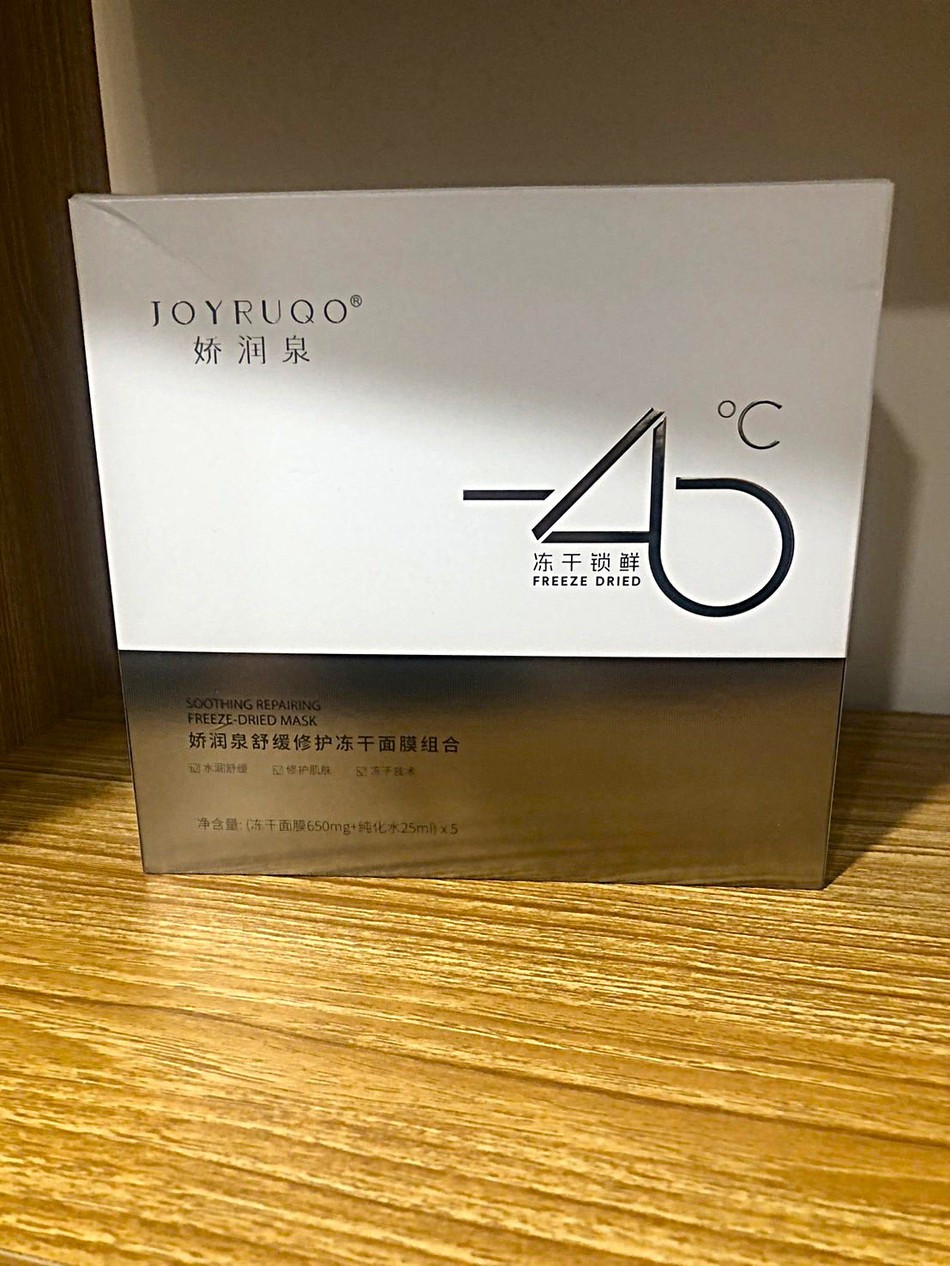 JOYRUQO®
娇润泉
-40℃
冻干锁鲜
FREEZE DRIED
SOOTHING REPAIRING
FREEZE-DRIED MASK
娇润泉舒缓修护冻干面膜组合
☑水润舒缓 ☑修护肌肤 ☑冻干技术
净含量: (冻干面膜650mg+纯化水25ml) x 5